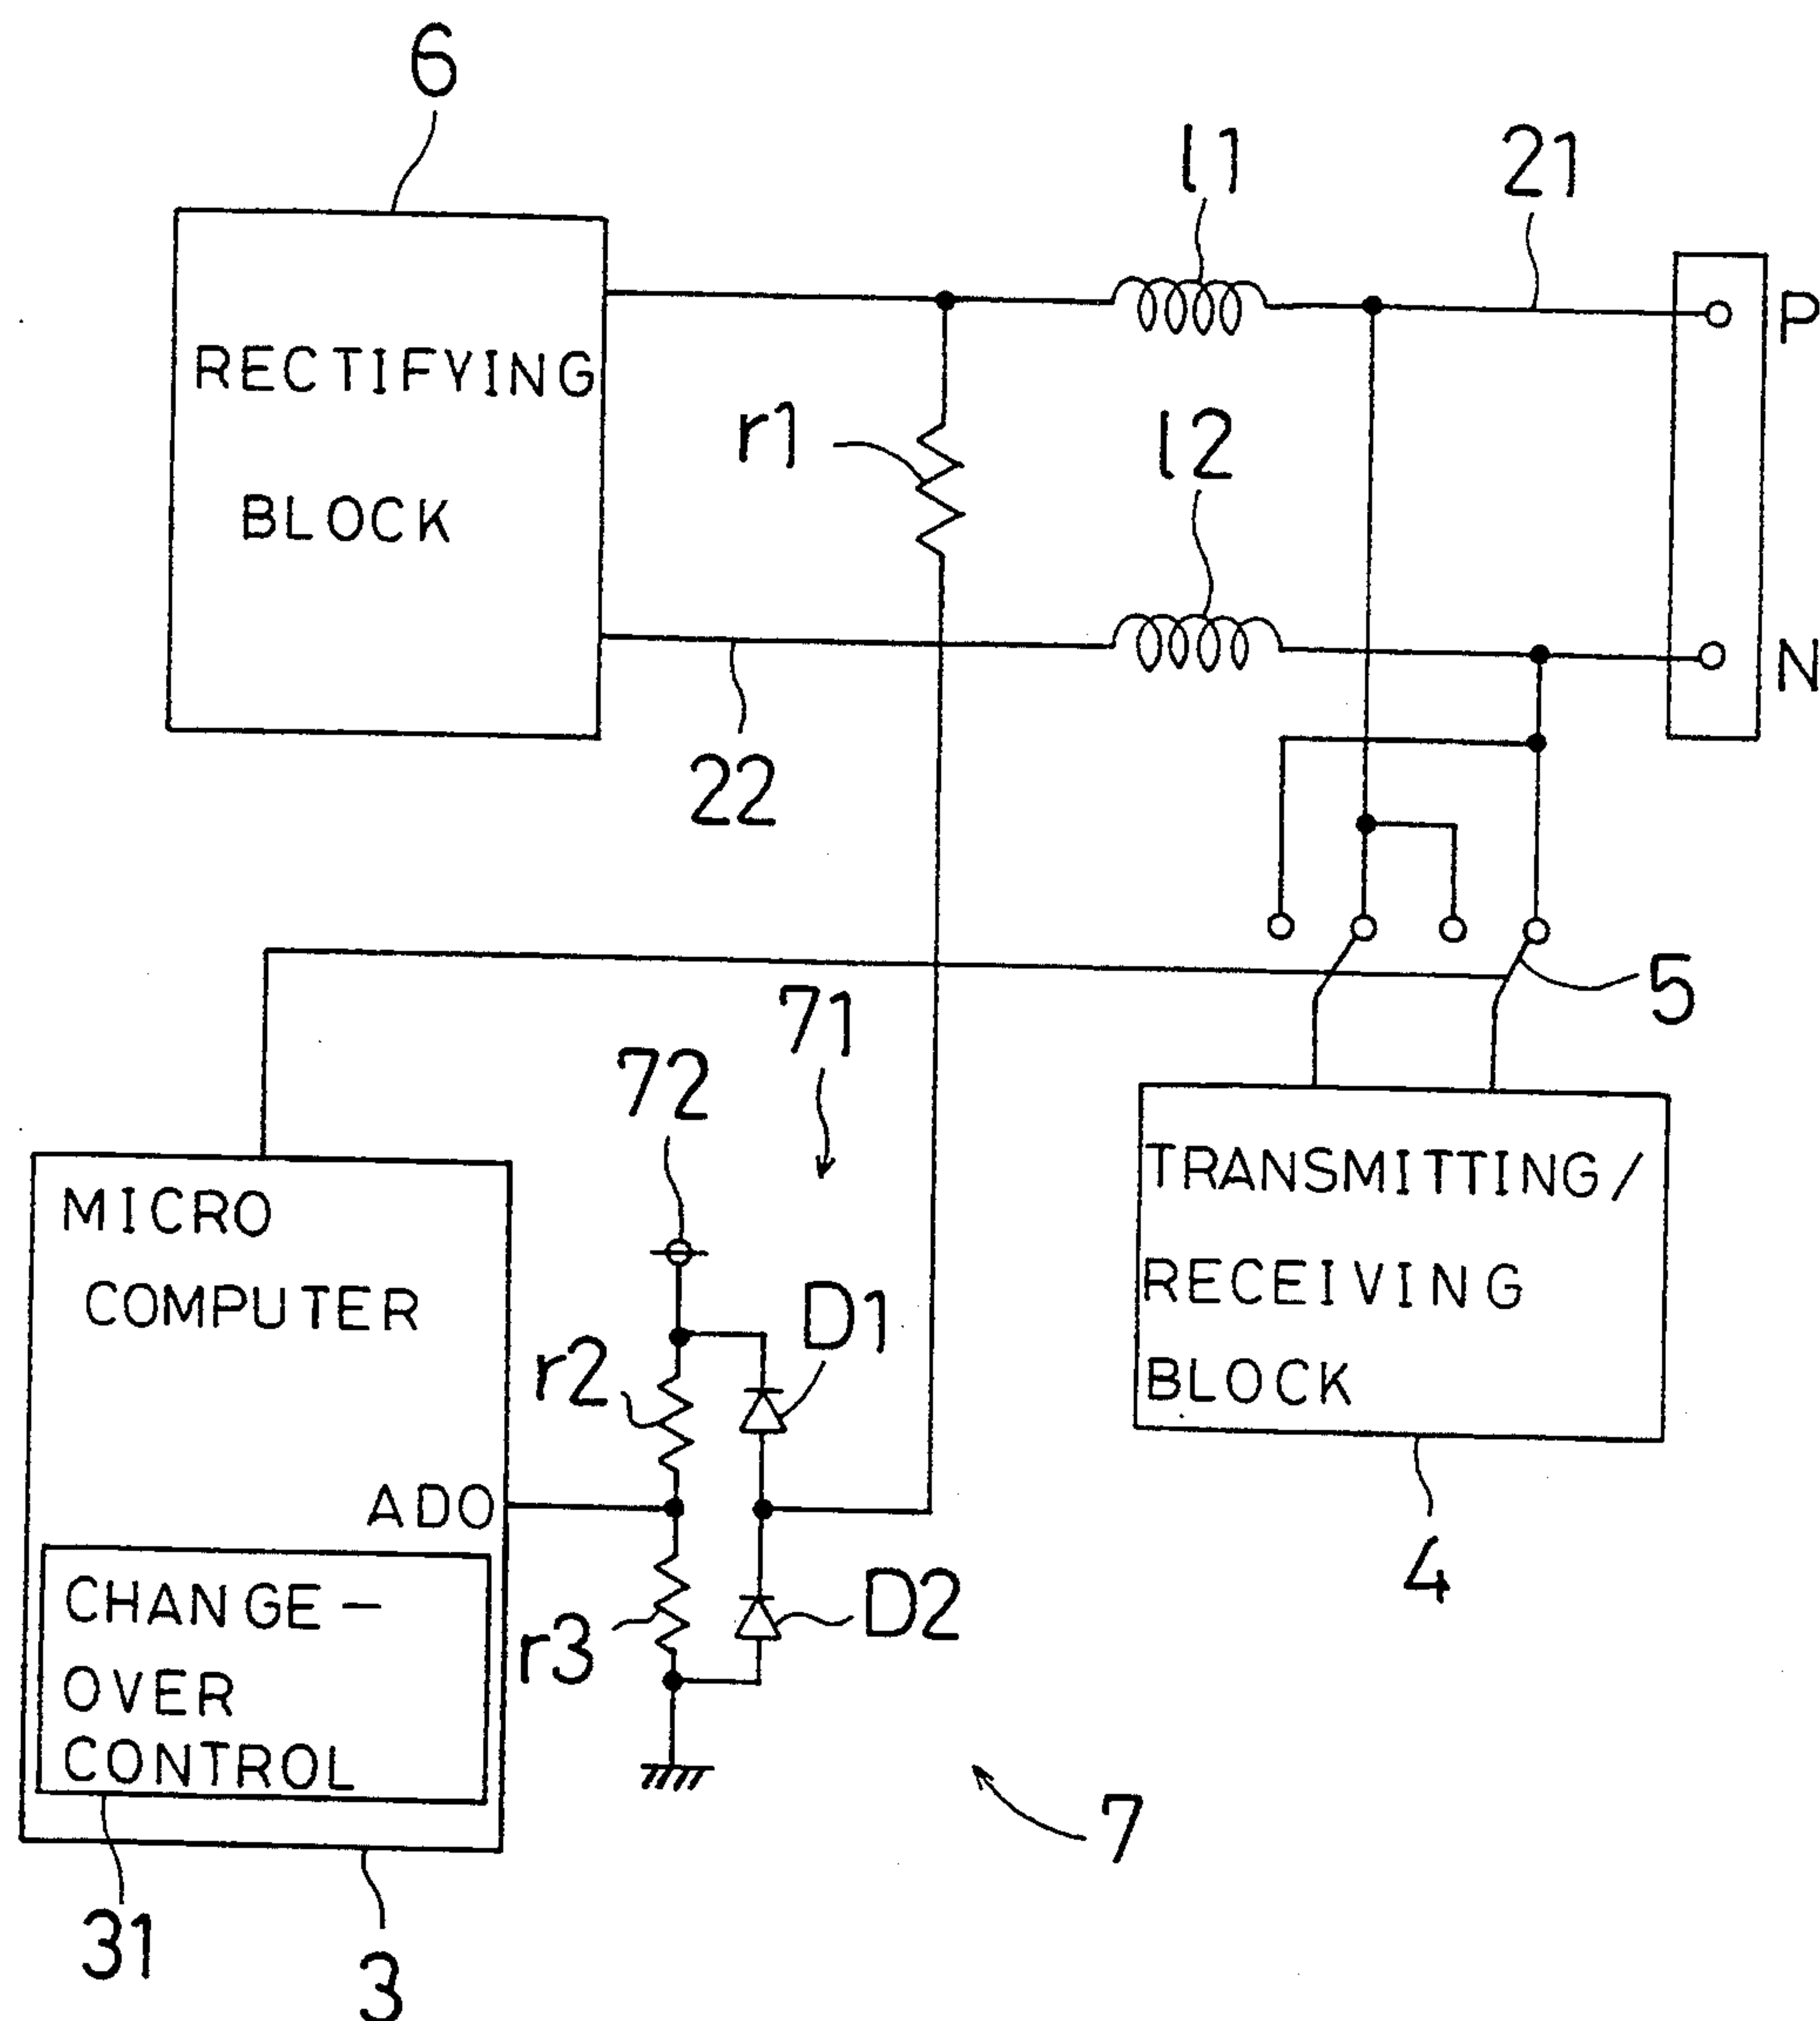 6
l1
21
P
RECTIFYING
BLOCK
r1
l2
N
22
5
71
72
MICRO
COMPUTER
TRANSMITTING/
RECEIVING
BLOCK
D1
r2
ADO
4
CHANGE-
OVER
CONTROL
D2
r3
7
31
3